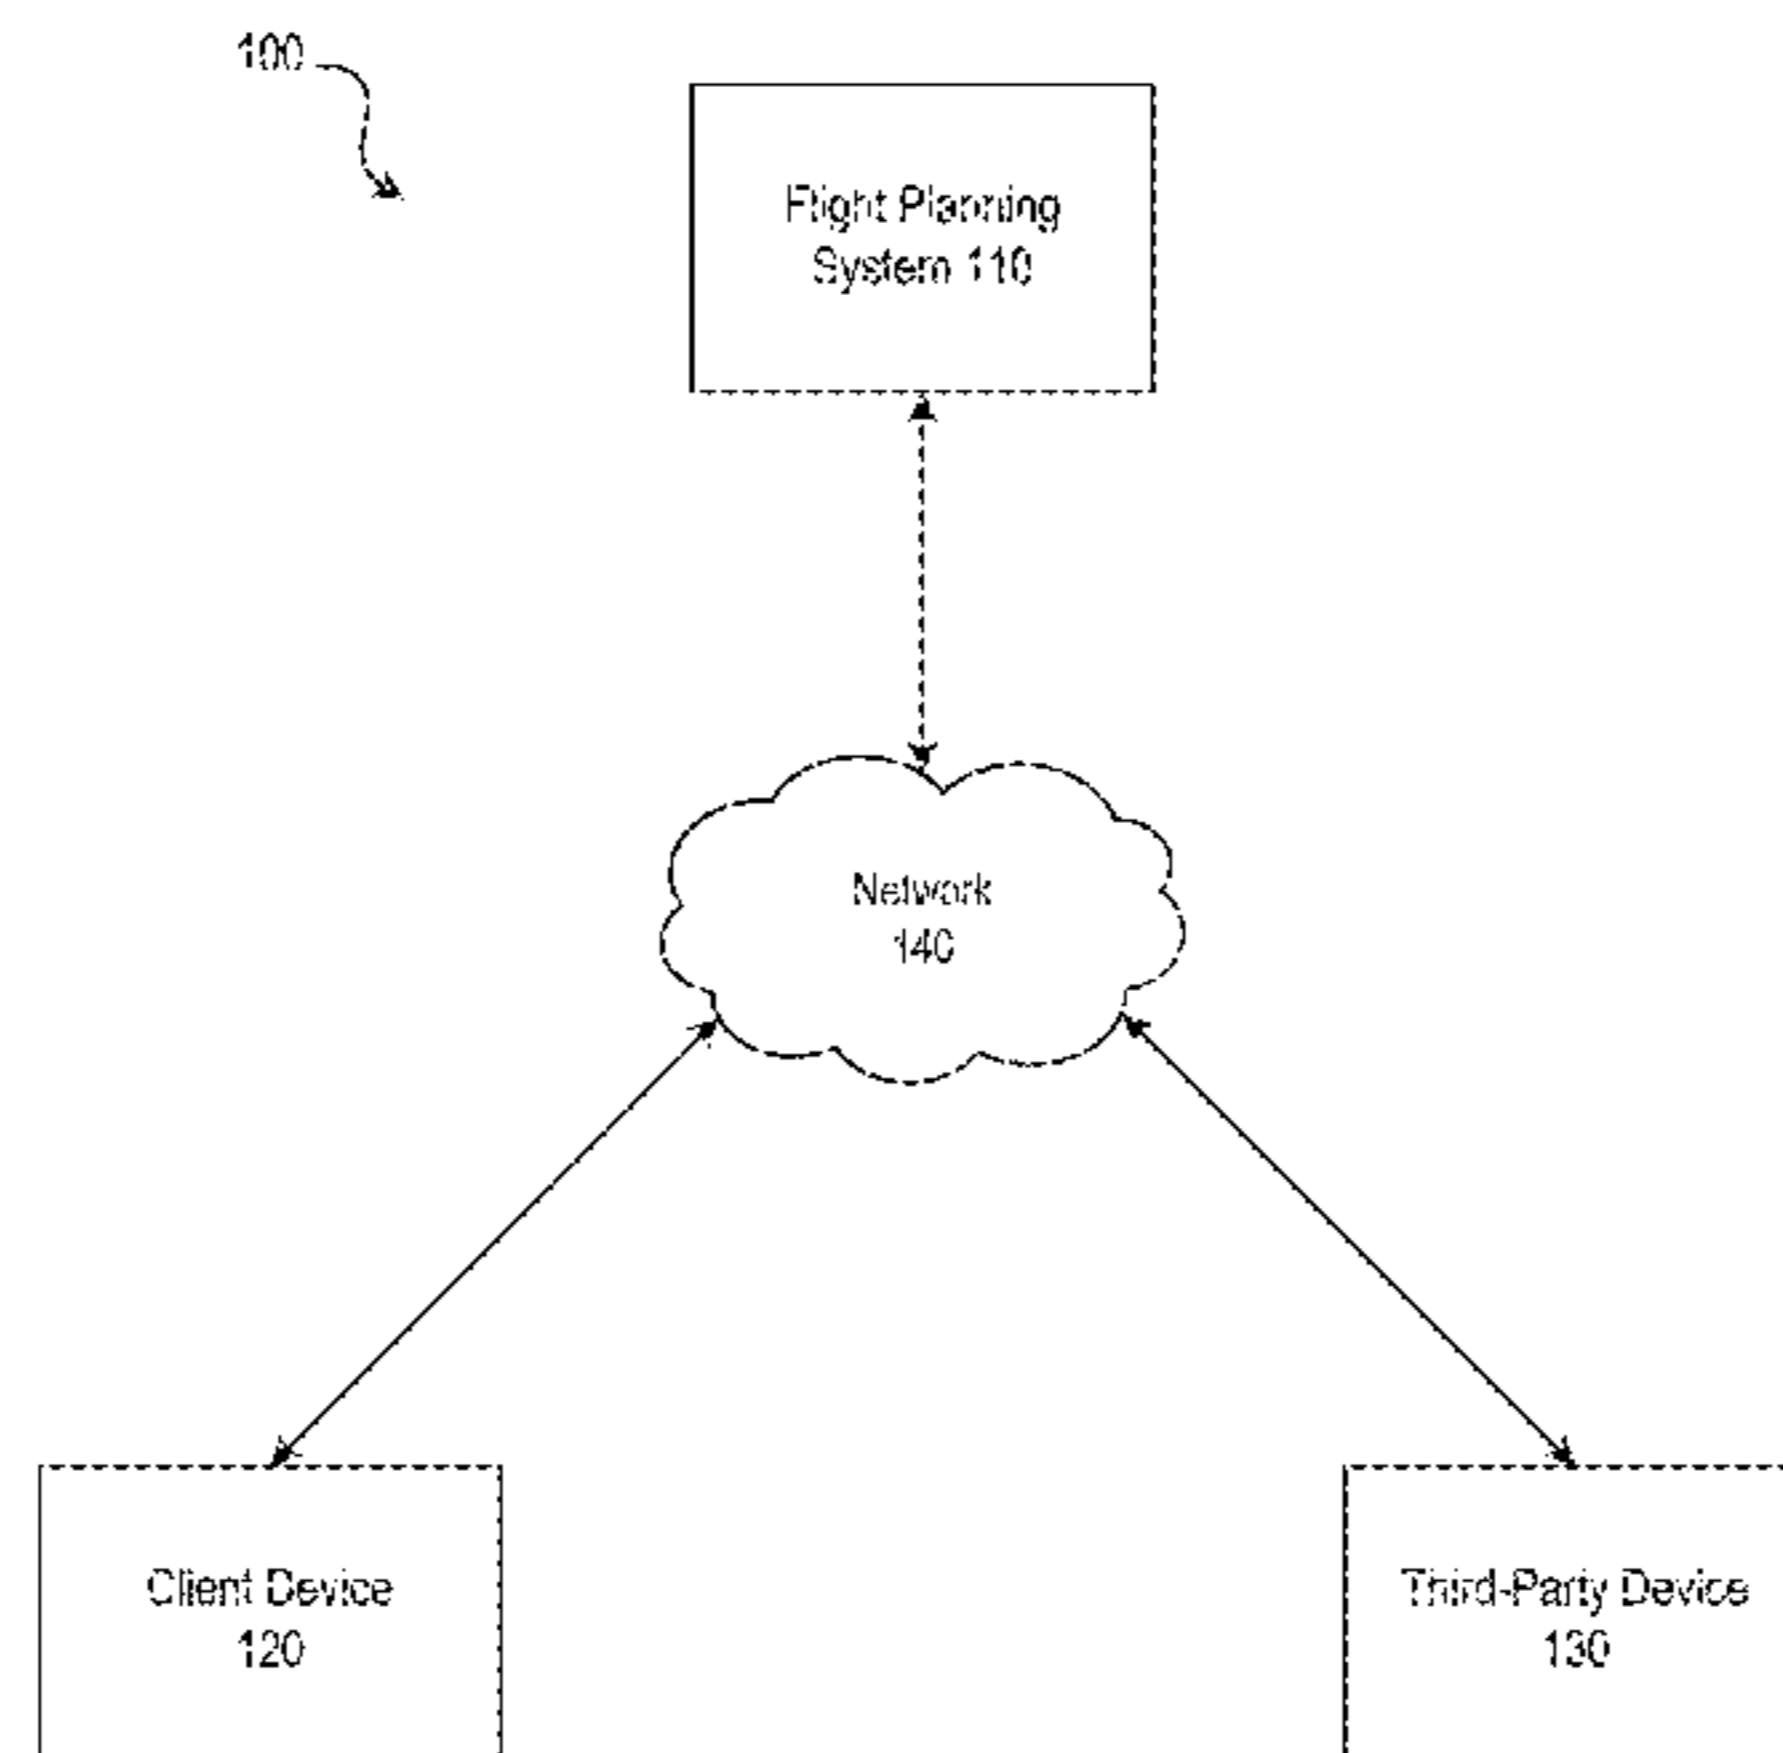 100
Flight Planning
System 110
Network
140
Client Device
120
Third-Party Device
130